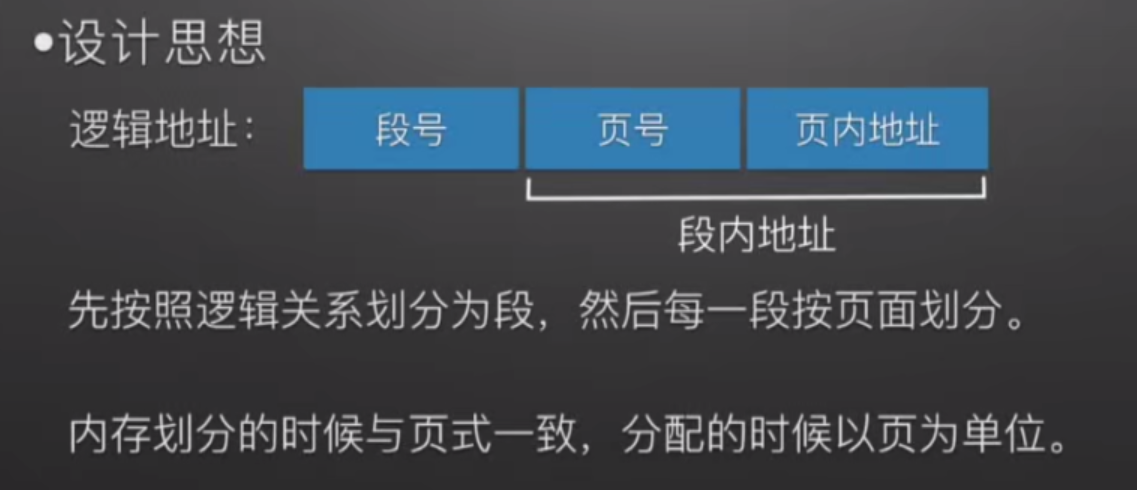 •设计思想
逻辑地址：
段号
页号
页内地址
段内地址
先按照逻辑关系划分为段，然后每一段按页面划分。
内存划分的时候与页式一致，分配的时候以页为单位。